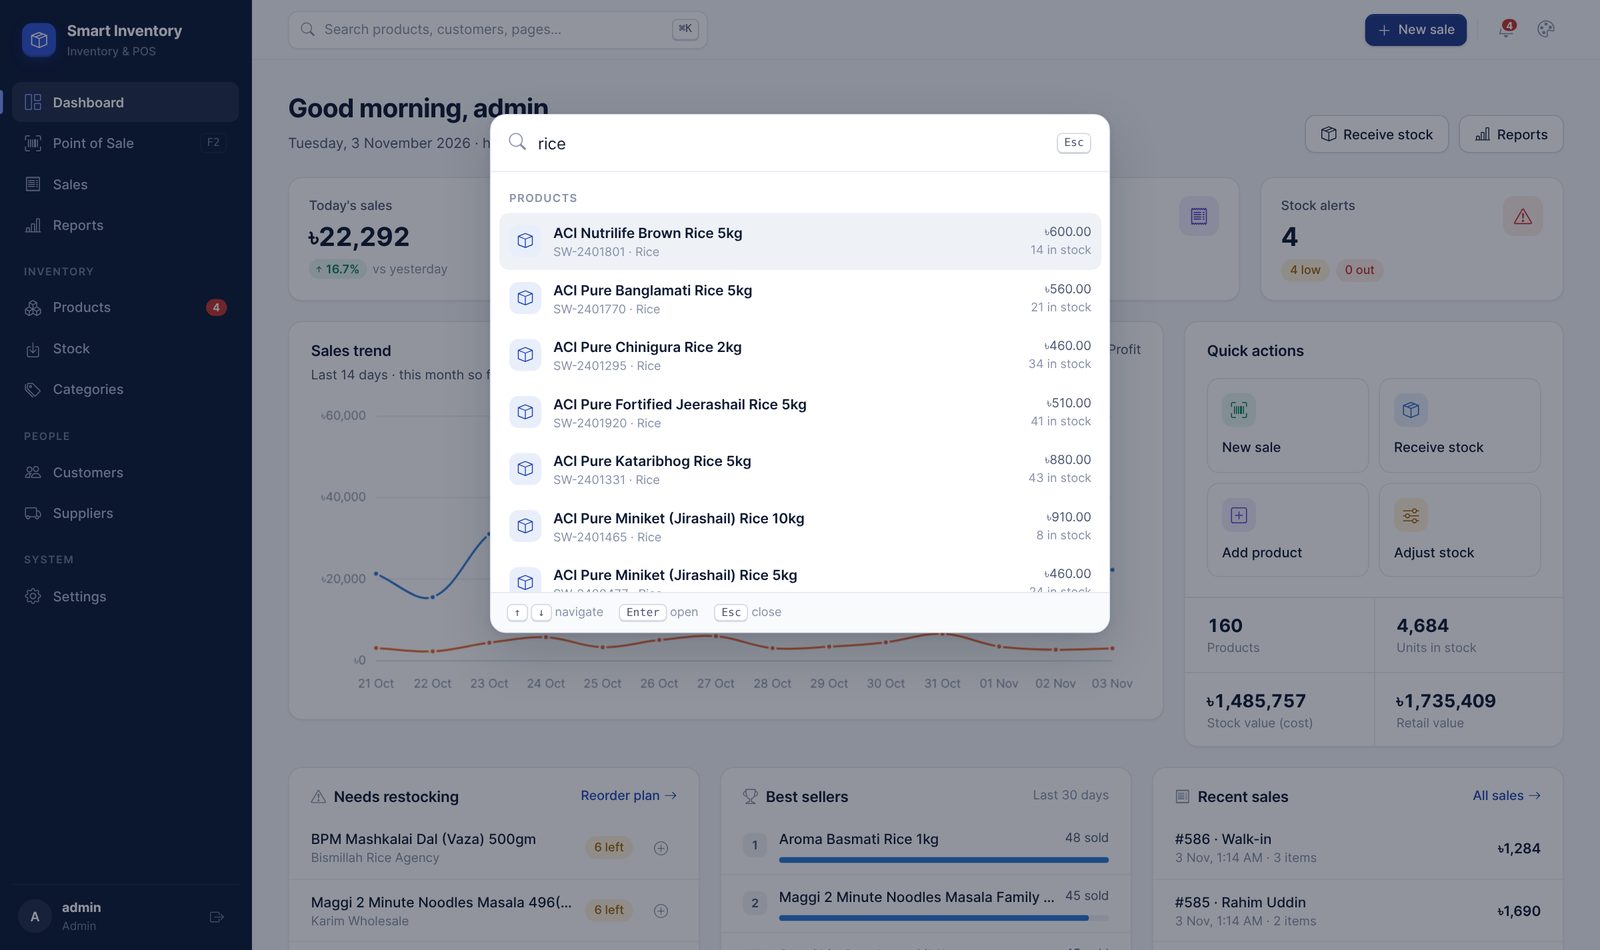 Smart Inventory
Inventory & POS
Dashboard
Point of Sale F2
Sales
Reports
INVENTORY
Products 4
Stock
Categories
PEOPLE
Customers
Suppliers
SYSTEM
Settings
A admin
Admin
Search products, customers, pages... ⌘K
+ New sale
4
Good morning, admin
Tuesday, 3 November 2026 · h
Receive stock
Reports
Today's sales
৳22,292
↑ 16.7% vs yesterday
Stock alerts
4
4 low 0 out
rice Esc
PRODUCTS
ACI Nutrilife Brown Rice 5kg ৳600.00
SW-2401801 · Rice 14 in stock
ACI Pure Banglamati Rice 5kg ৳560.00
SW-2401770 · Rice 21 in stock
ACI Pure Chinigura Rice 2kg ৳460.00
SW-2401295 · Rice 34 in stock
ACI Pure Fortified Jeerashail Rice 5kg ৳510.00
SW-2401920 · Rice 41 in stock
ACI Pure Kataribhog Rice 5kg ৳880.00
SW-2401331 · Rice 43 in stock
ACI Pure Miniket (Jirashail) Rice 10kg ৳910.00
SW-2401465 · Rice 8 in stock
ACI Pure Miniket (Jirashail) Rice 5kg ৳460.00
24 in stock
↑ ↓ navigate Enter open Esc close
Sales trend
Last 14 days · this month so f
Profit
৳60,000
৳40,000
৳20,000
৳0
21 Oct 22 Oct 23 Oct 24 Oct 25 Oct 26 Oct 27 Oct 28 Oct 29 Oct 30 Oct 31 Oct 01 Nov 02 Nov 03 Nov
Quick actions
New sale
Receive stock
Add product
Adjust stock
160
Products
4,684
Units in stock
৳1,485,757
Stock value (cost)
৳1,735,409
Retail value
Needs restocking Reorder plan →
BPM Mashkalai Dal (Vaza) 500gm 6 left
Bismillah Rice Agency
Maggi 2 Minute Noodles Masala 496(... 6 left
Karim Wholesale
Best sellers Last 30 days
1 Aroma Basmati Rice 1kg 48 sold
2 Maggi 2 Minute Noodles Masala Family ... 45 sold
Recent sales All sales →
#586 · Walk-in ৳1,284
3 Nov, 1:14 AM · 3 items
#585 · Rahim Uddin ৳1,690
3 Nov, 1:14 AM · 2 items